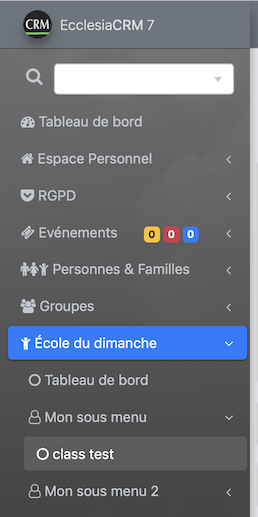 CRM EcclesiaCRM 7
Tableau de bord
Espace Personnel
RGPD
Evénements 0 0 0
Personnes & Familles
Groupes
École du dimanche
Tableau de bord
Mon sous menu
class test
Mon sous menu 2